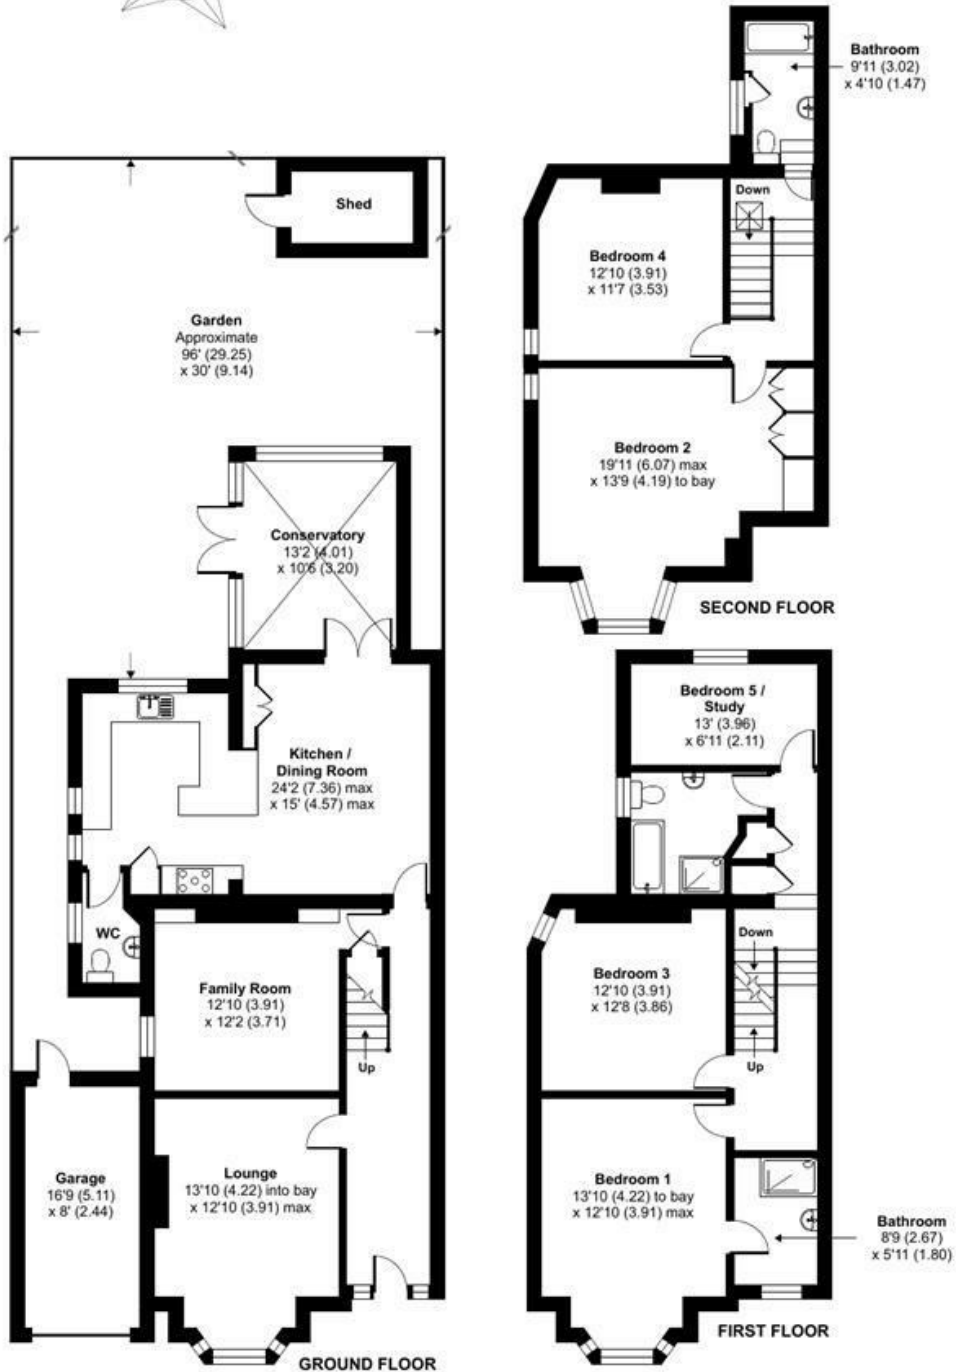 Bathroom
9'11 (3.02)
x 4'10 (1.47)
Down
Bedroom 4
12'10 (3.91)
x 11'7 (3.53)
Bedroom 2
19'11 (6.07) max
x 13'9 (4.19) to bay
SECOND FLOOR
Shed
Garden
Approximate
96' (29.25)
x 30' (9.14)
Conservatory
13'2 (4.01)
x 10'6 (3.20)
Kitchen /
Dining Room
24'2 (7.36) max
x 15' (4.57) max
WC
Family Room
12'10 (3.91)
x 12'2 (3.71)
Up
Garage
16'9 (5.11)
x 8' (2.44)
Lounge
13'10 (4.22) into bay
x 12'10 (3.91) max
GROUND FLOOR
Bedroom 5 /
Study
13' (3.96)
x 6'11 (2.11)
Bedroom 3
12'10 (3.91)
x 12'8 (3.86)
Down
Up
Bedroom 1
13'10 (4.22) to bay
x 12'10 (3.91) max
Bathroom
8'9 (2.67)
x 5'11 (1.80)
FIRST FLOOR